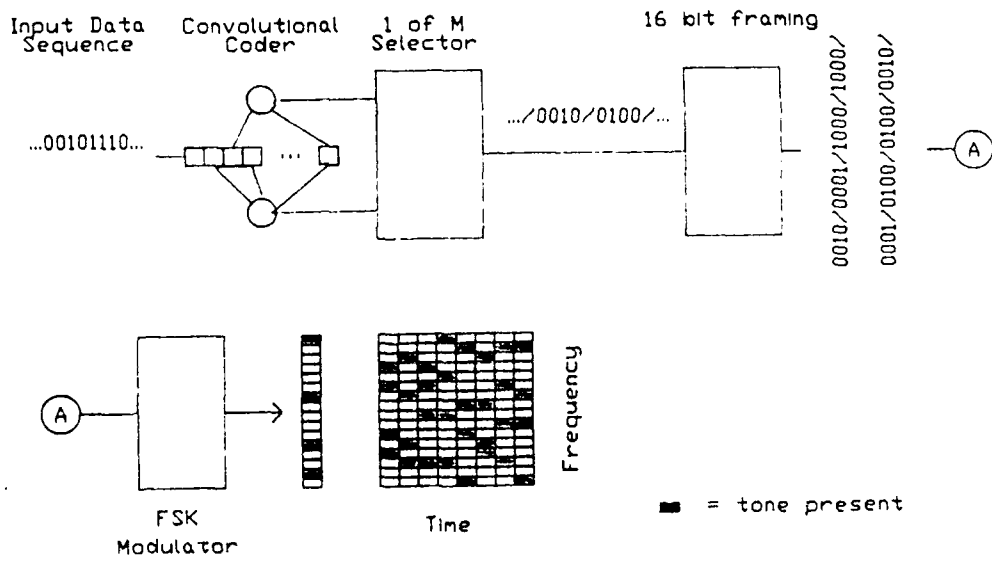 Input Data
Sequence
Convolutional
Coder
1 of M
Selector
16 bit framing
...00101110...
...
.../0010/0100/...
0010/0001/1000/1000/
0001/0100/0100/0010/
A
A
FSK
Modulator
Time
Frequency
= tone present